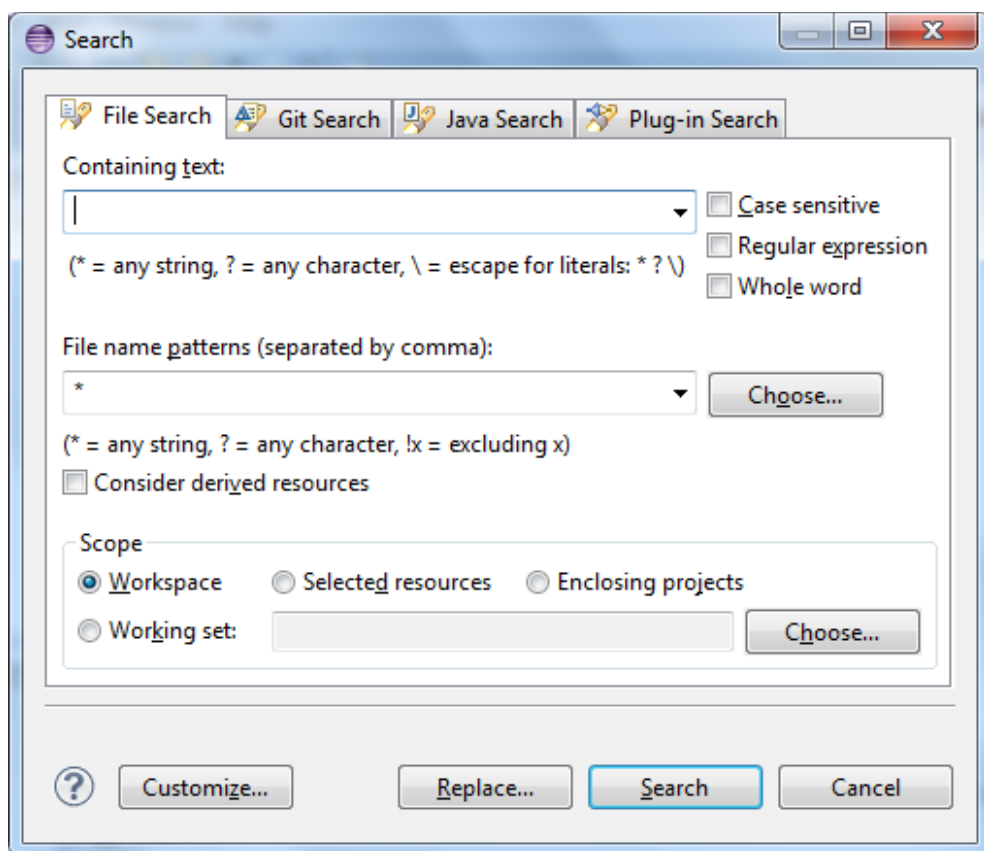 Search
File Search Git Search Java Search Plug-in Search
Containing text:
Case sensitive
Regular expression
(* = any string, ? = any character, \ = escape for literals: * ? \)
Whole word
File name patterns (separated by comma):
* Choose...
(* = any string, ? = any character, !x = excluding x)
Consider derived resources
Scope
Workspace Selected resources Enclosing projects
Working set: Choose...
? Customize... Replace... Search Cancel